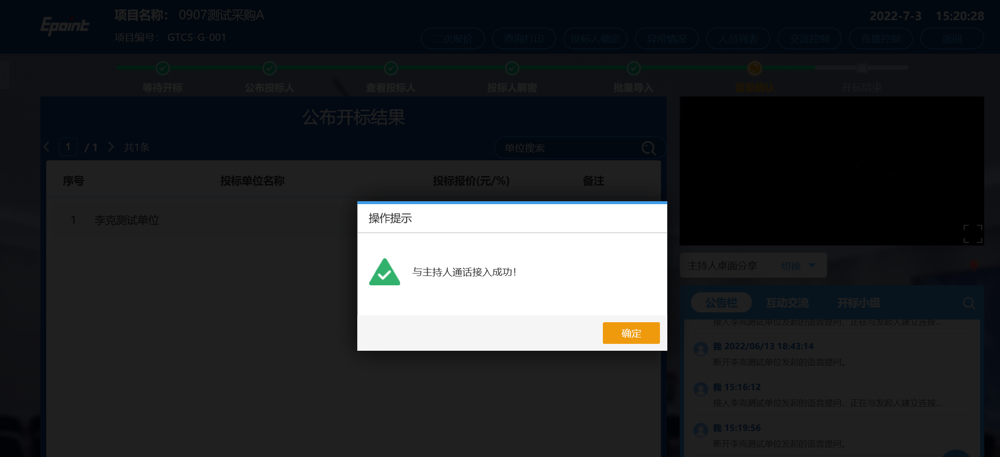 Epoint
项目名称： 0907测试采购A
项目编号： GTCS-G-001
2022-7-3 15:20:28
二次报价 查询打印 投标人确定 异常情况 人员列表 交流控制 直播控制 返回
等待开标 公布投标人 查看投标人 投标人解密 批量导入 信息确认 开标结束
公布开标结果
1 / 1 共1条
单位搜索
序号 投标单位名称 投标报价(元/%) 备注
1 李克测试单位
操作提示
与主持人通话接入成功！
确定
主持人桌面分享 切换
公告栏 互动交流 开标小组
接入李克测试单位发起的语音提问，正在与发起人建立连接...
我 2022/06/13 18:43:14
断开李克测试单位发起的语音提问。
我 15:16:12
接入李克测试单位发起的语音提问，正在与发起人建立连接...
我 15:19:56
断开李克测试单位发起的语音提问。